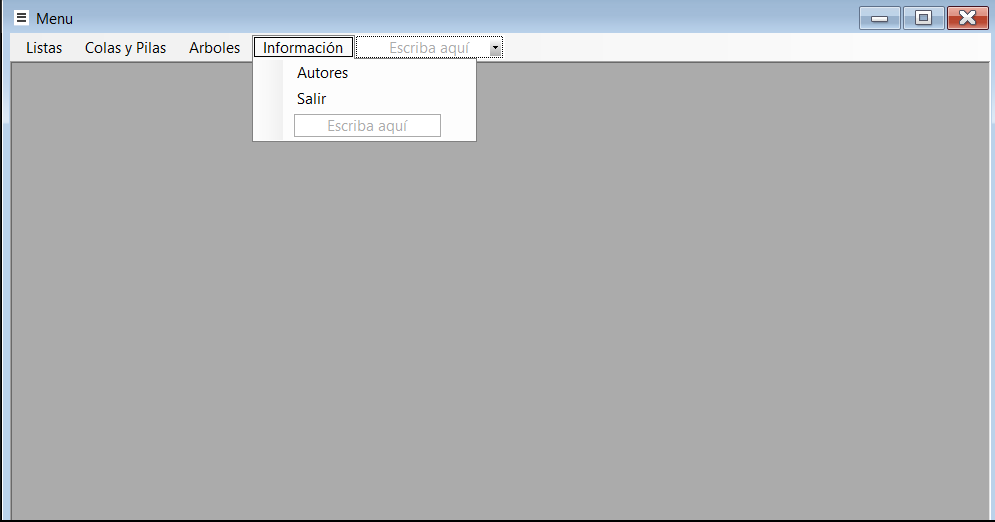 Menu
Listas Colas y Pilas Arboles Información Escriba aquí
Autores
Salir
Escriba aquí